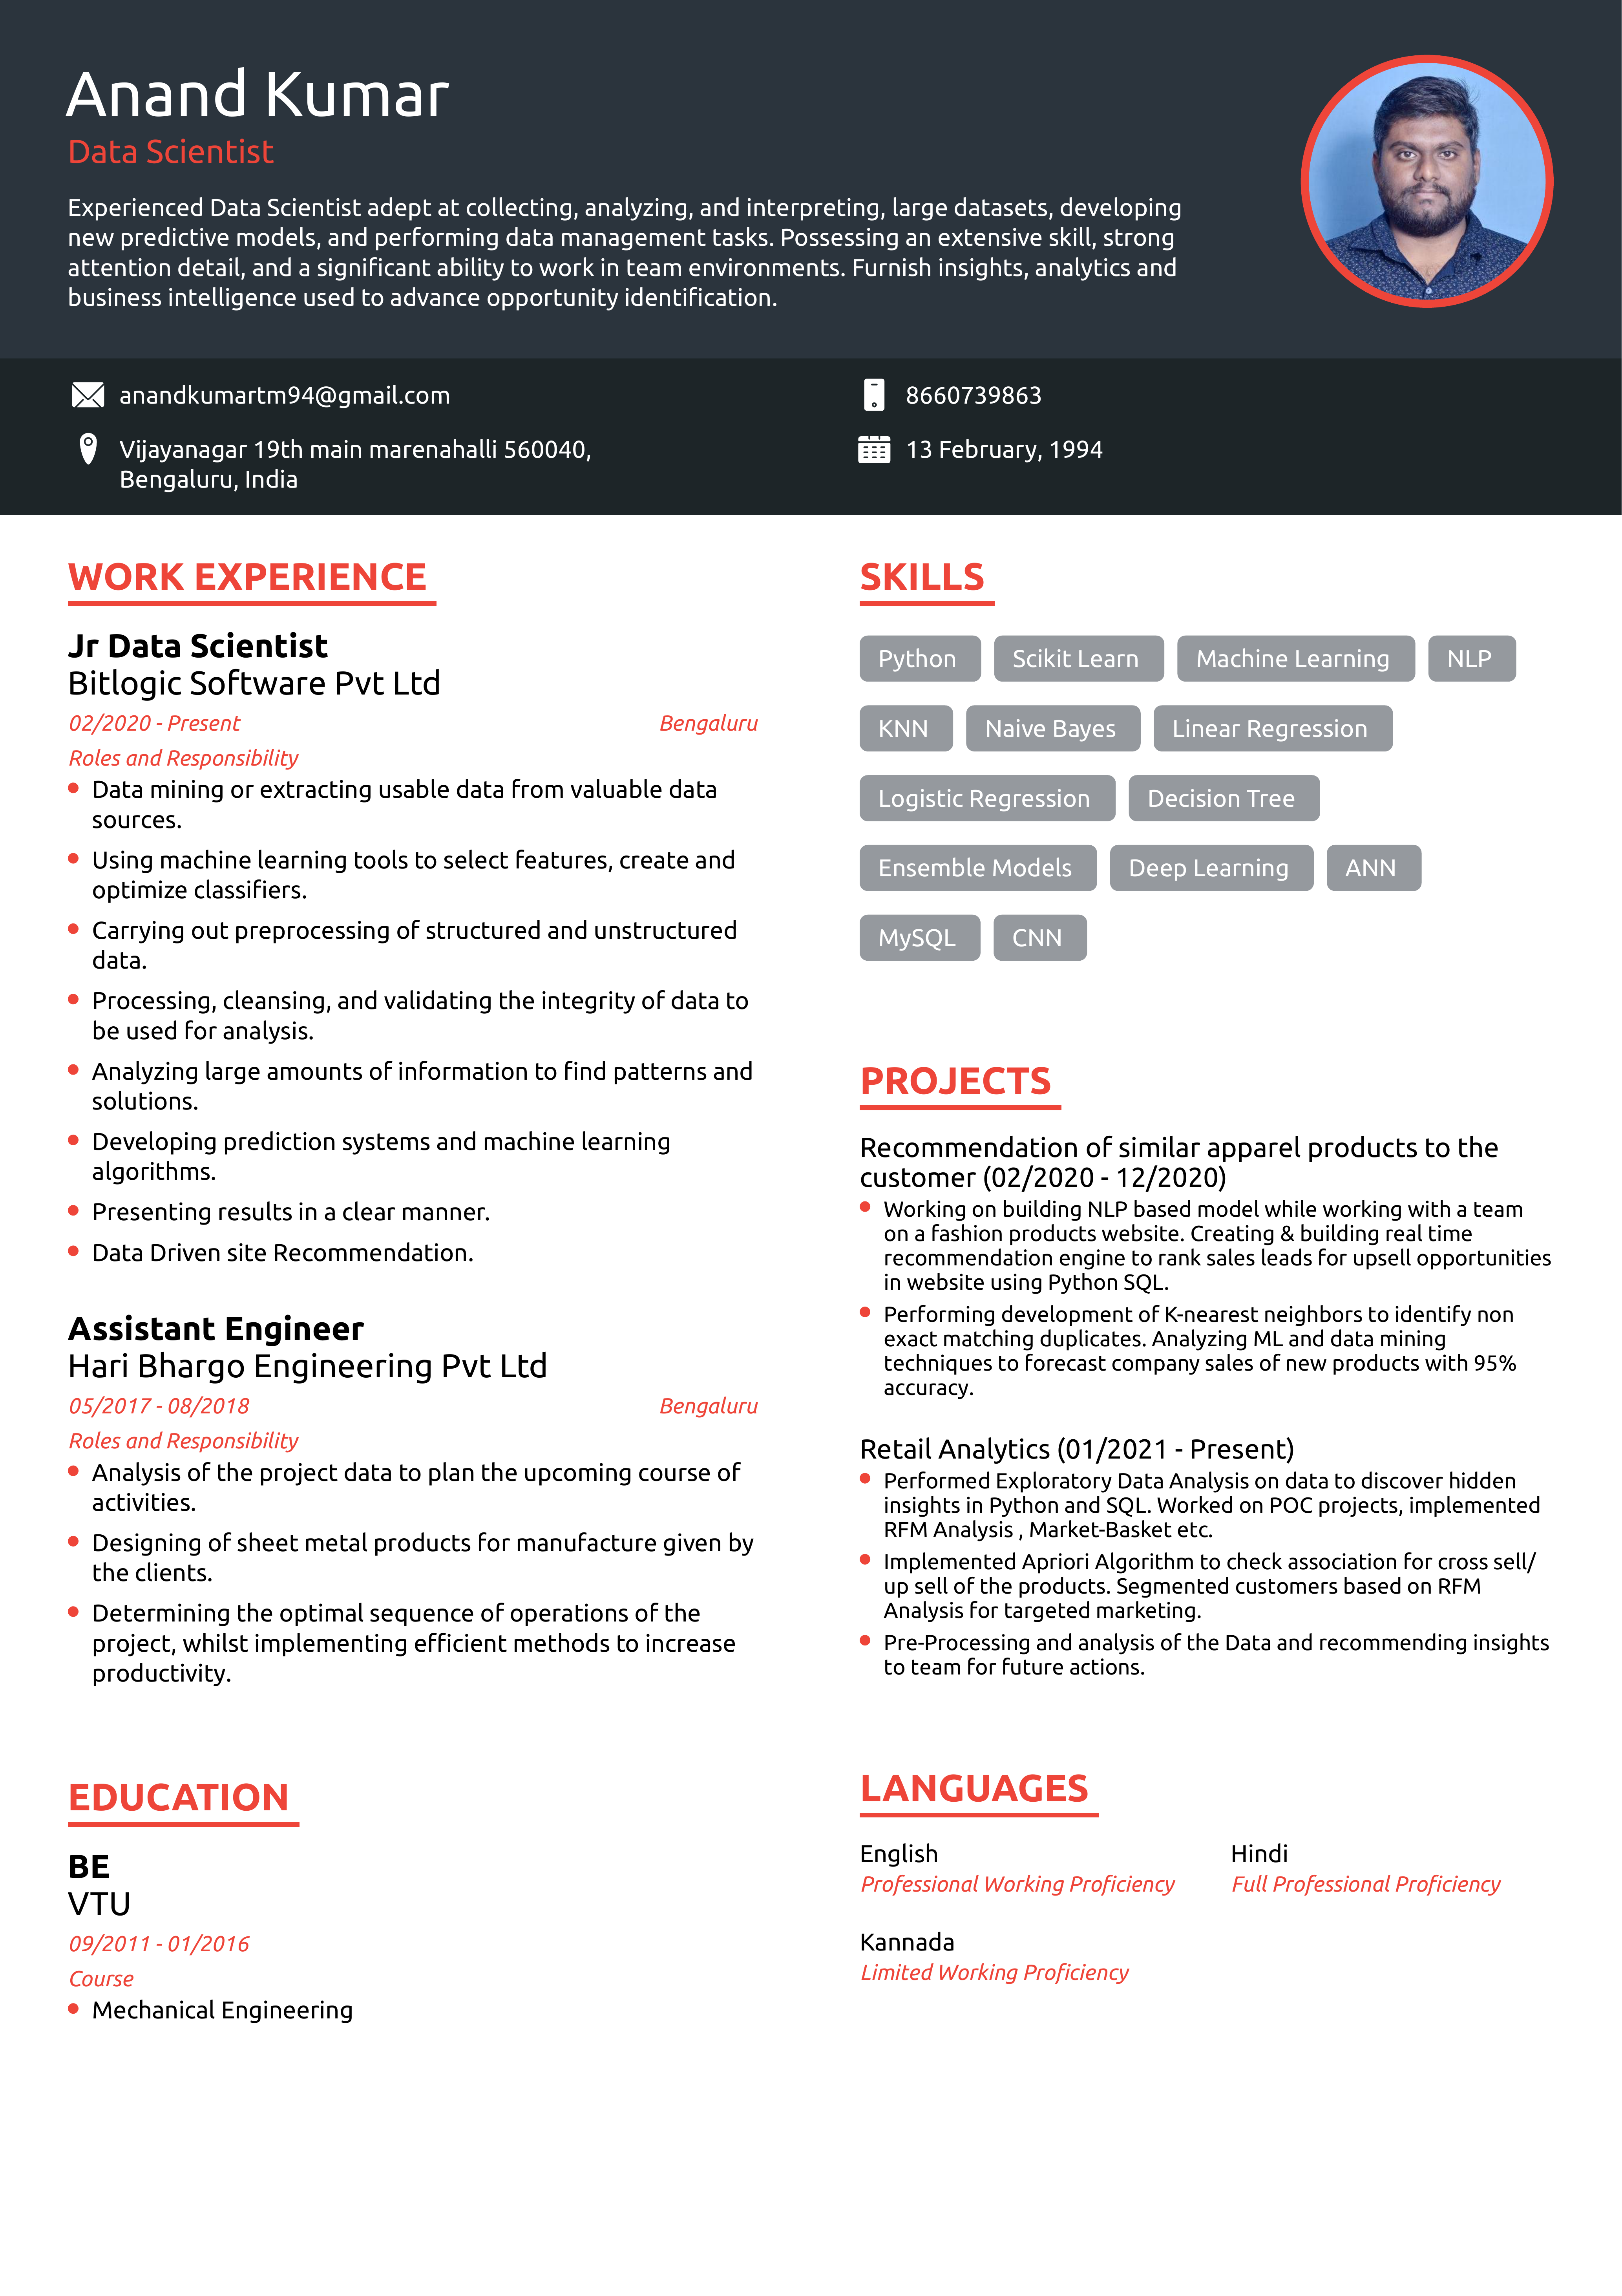 Anand Kumar
Data Scientist
Experienced Data Scientist adept at collecting, analyzing, and interpreting, large datasets, developing
new predictive models, and performing data management tasks. Possessing an extensive skill, strong
attention detail, and a significant ability to work in team environments. Furnish insights, analytics and
business intelligence used to advance opportunity identification.
anandkumartm94@gmail.com
8660739863
Vijayanagar 19th main marenahalli 560040,
Bengaluru, India
13 February, 1994
WORK EXPERIENCE
Jr Data Scientist
Bitlogic Software Pvt Ltd
02/2020 - Present Bengaluru
Roles and Responsibility
Data mining or extracting usable data from valuable data
sources.
Using machine learning tools to select features, create and
optimize classifiers.
Carrying out preprocessing of structured and unstructured
data.
Processing, cleansing, and validating the integrity of data to
be used for analysis.
Analyzing large amounts of information to find patterns and
solutions.
Developing prediction systems and machine learning
algorithms.
Presenting results in a clear manner.
Data Driven site Recommendation.
Assistant Engineer
Hari Bhargo Engineering Pvt Ltd
05/2017 - 08/2018 Bengaluru
Roles and Responsibility
Analysis of the project data to plan the upcoming course of
activities.
Designing of sheet metal products for manufacture given by
the clients.
Determining the optimal sequence of operations of the
project, whilst implementing efficient methods to increase
productivity.
EDUCATION
BE
VTU
09/2011 - 01/2016
Course
Mechanical Engineering
SKILLS
Python Scikit Learn Machine Learning NLP
KNN Naive Bayes Linear Regression
Logistic Regression Decision Tree
Ensemble Models Deep Learning ANN
MySQL CNN
PROJECTS
Recommendation of similar apparel products to the
customer (02/2020 - 12/2020)
Working on building NLP based model while working with a team
on a fashion products website. Creating & building real time
recommendation engine to rank sales leads for upsell opportunities
in website using Python SQL.
Performing development of K-nearest neighbors to identify non
exact matching duplicates. Analyzing ML and data mining
techniques to forecast company sales of new products with 95%
accuracy.
Retail Analytics (01/2021 - Present)
Performed Exploratory Data Analysis on data to discover hidden
insights in Python and SQL. Worked on POC projects, implemented
RFM Analysis , Market-Basket etc.
Implemented Apriori Algorithm to check association for cross sell/
up sell of the products. Segmented customers based on RFM
Analysis for targeted marketing.
Pre-Processing and analysis of the Data and recommending insights
to team for future actions.
LANGUAGES
English Hindi
Professional Working Proficiency Full Professional Proficiency
Kannada
Limited Working Proficiency